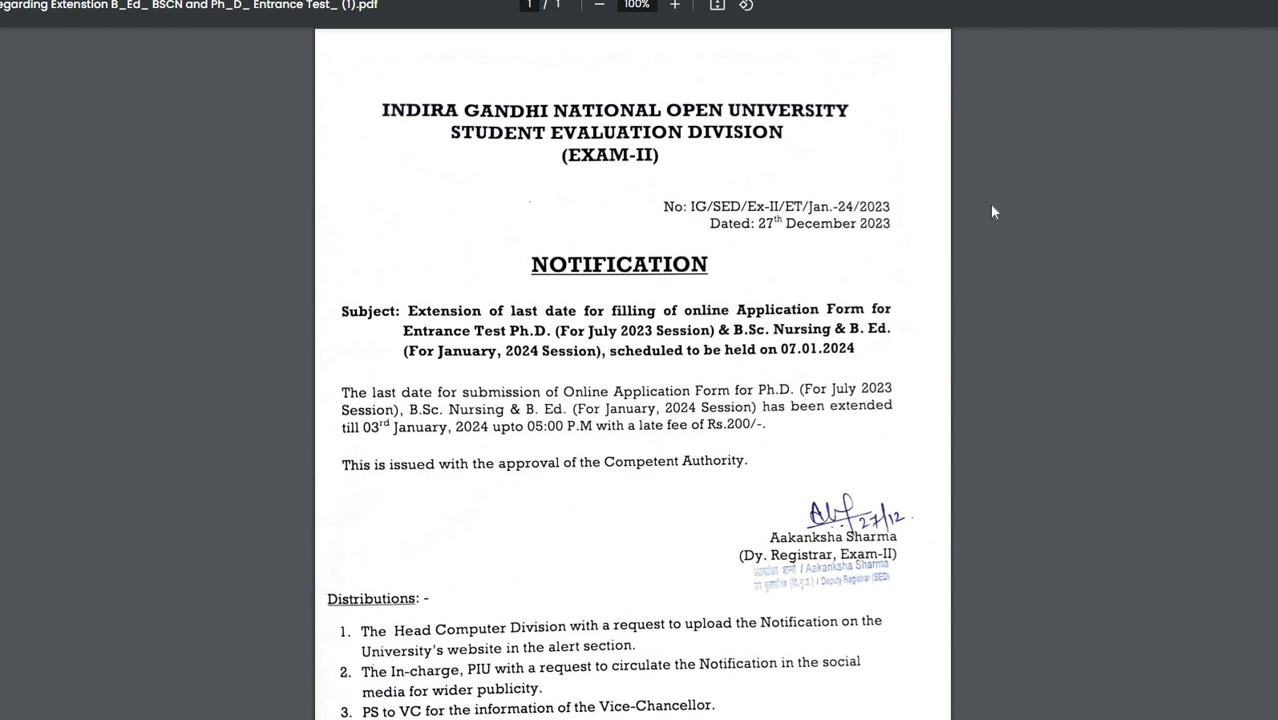 egarding Extenstion B_Ed_ BSCN and Ph_D_ Entrance Test_ (1).pdf
1 / 1
100%
INDIRA GANDHI NATIONAL OPEN UNIVERSITY
STUDENT EVALUATION DIVISION
(EXAM-II)
No: IG/SED/Ex-II/ET/Jan.-24/2023
Dated: 27th December 2023
NOTIFICATION
Subject: Extension of last date for filling of online Application Form for
Entrance Test Ph.D. (For July 2023 Session) & B.Sc. Nursing & B. Ed.
(For January, 2024 Session), scheduled to be held on 07.01.2024
The last date for submission of Online Application Form for Ph.D. (For July 2023
Session), B.Sc. Nursing & B. Ed. (For January, 2024 Session) has been extended
till 03rd January, 2024 upto 05:00 P.M with a late fee of Rs.200/-.
This is issued with the approval of the Competent Authority.
27/12
Aakanksha Sharma
(Dy. Registrar, Exam-II)
शर्मा / Aakanksha Sharma
/ Deputy Registrar (SED)
Distributions: -
1. The Head Computer Division with a request to upload the Notification on the
University's website in the alert section.
2. The In-charge, PIU with a request to circulate the Notification in the social
media for wider publicity.
3. PS to VC for the information of the Vice-Chancellor.